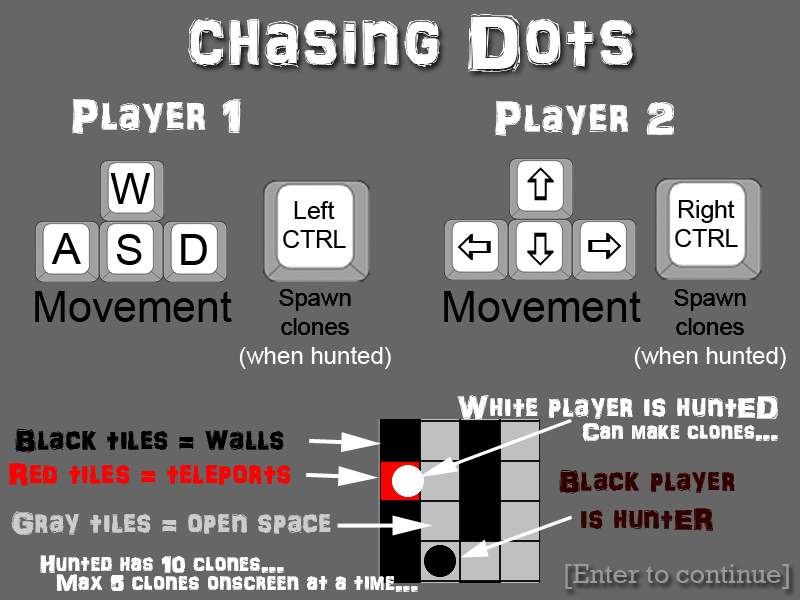 Chasing Dots
Player 1
Player 2
W
A S D
Left
CTRL
Right
CTRL
Movement
Spawn
clones
(when hunted)
Movement
Spawn
clones
(when hunted)
White player is hunted
Can make clones...
Black tiles = walls
Red tiles = teleports
Black player
is hunter
Gray tiles = open space
Hunted has 10 clones...
Max 5 clones onscreen at a time...
[Enter to continue]